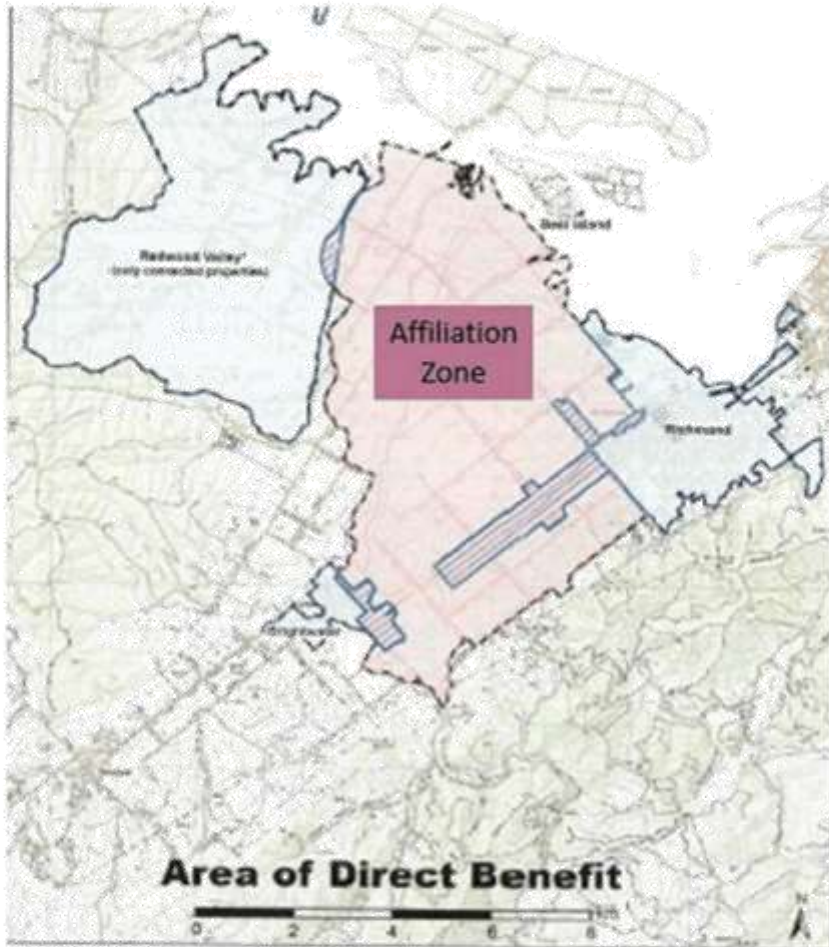 Redwood Valley*
(only connected properties)
Best Island
Affiliation
Zone
Richmond
Brightwater
Area of Direct Benefit
0 2 4 6 8 km
N